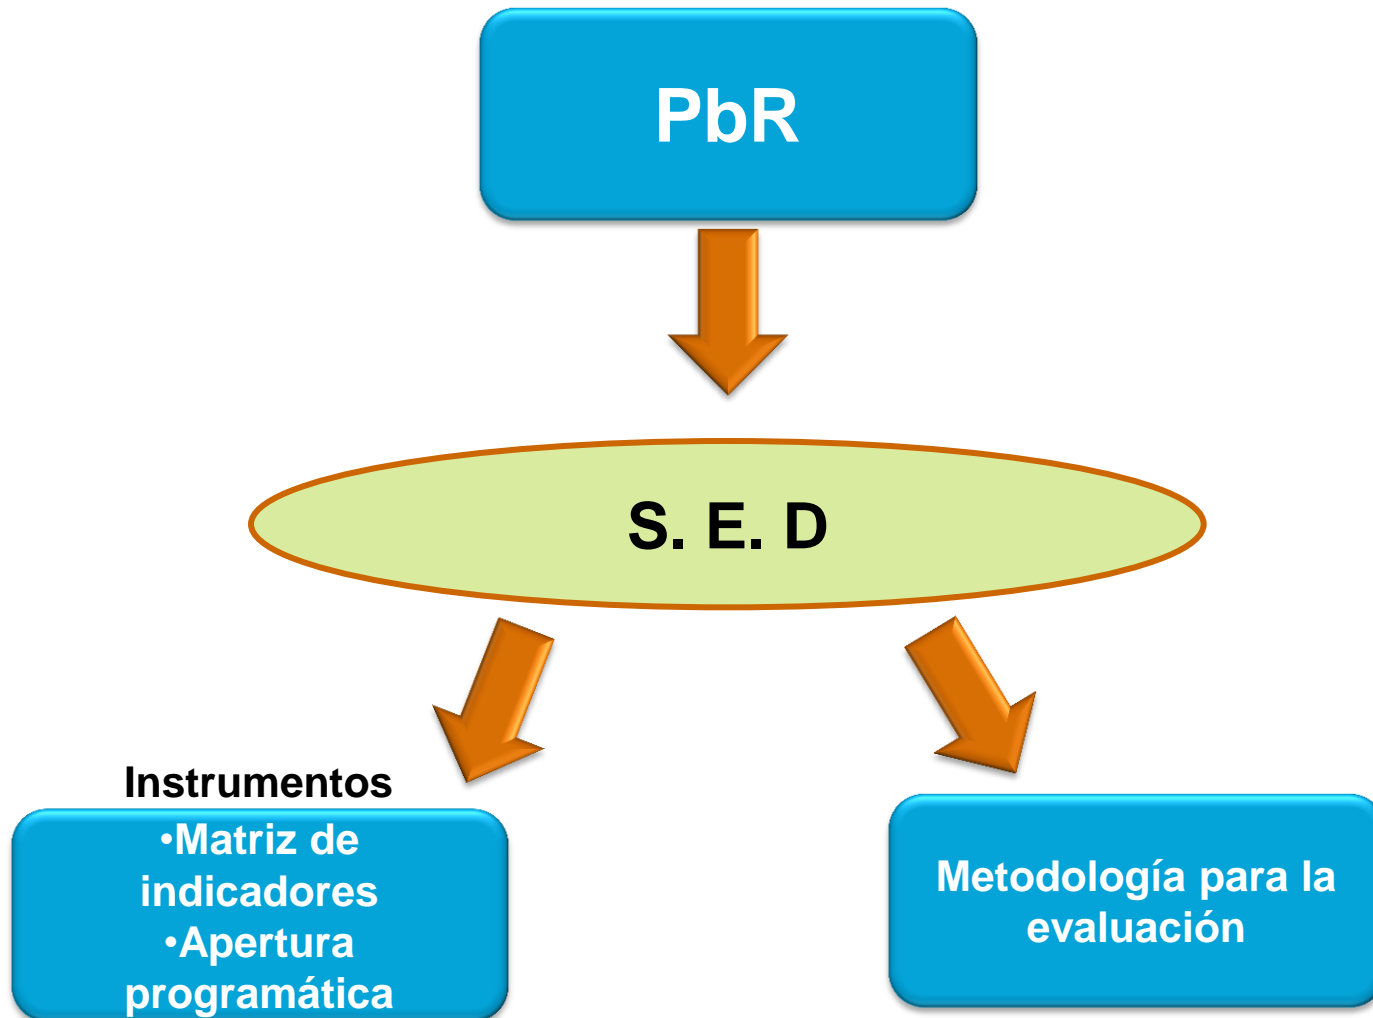 PbR
S. E. D
Instrumentos
•Matriz de
indicadores
•Apertura
programática
Metodología para la
evaluación